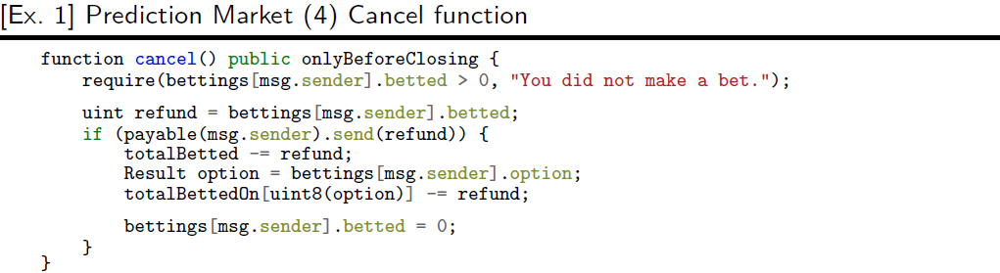 [Ex. 1] Prediction Market (4) Cancel function
function cancel() public onlyBeforeClosing {
require(bettings[msg.sender].betted > 0, "You did not make a bet.");
uint refund = bettings[msg.sender].betted;
if (payable(msg.sender).send(refund)) {
totalBetted -= refund;
Result option = bettings[msg.sender].option;
totalBettedOn[uint8(option)] -= refund;
bettings[msg.sender].betted = 0;
}
}